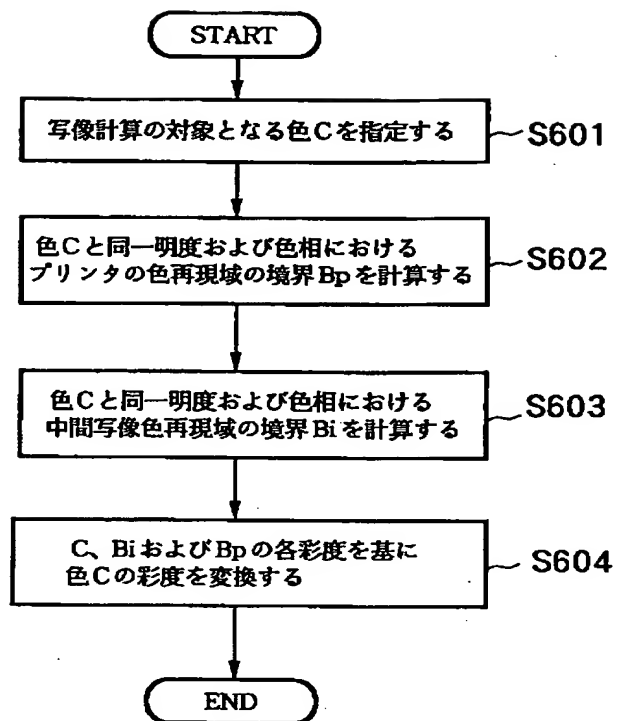 START
写像計算の対象となる色Cを指定する
S601
色Cと同一明度および色相における
プリンタの色再現域の境界Bpを計算する
S602
色Cと同一明度および色相における
中間写像色再現域の境界Biを計算する
S603
C、BiおよびBpの各彩度を基に
色Cの彩度を変換する
S604
END